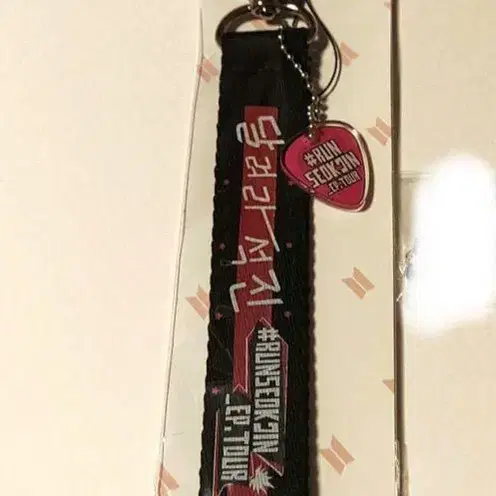 #RUN
SEOKJIN
_EP.TOUR
달려라 석진
#RUNSEOKJIN
_EP.TOUR